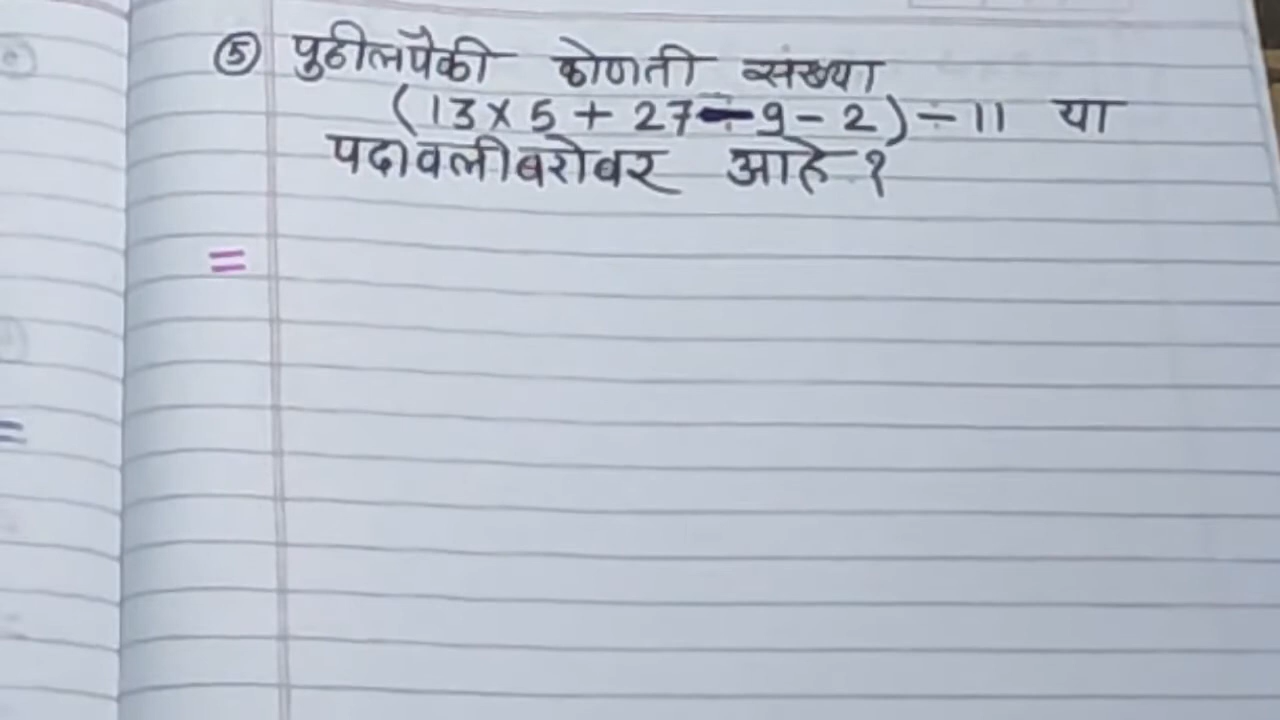 ⑤ पुढीलपैकी कोणती संख्या
(13 × 5 + 27 ÷ 9 - 2) ÷ 11 या
पदावलीबरोबर आहे ?
=
=